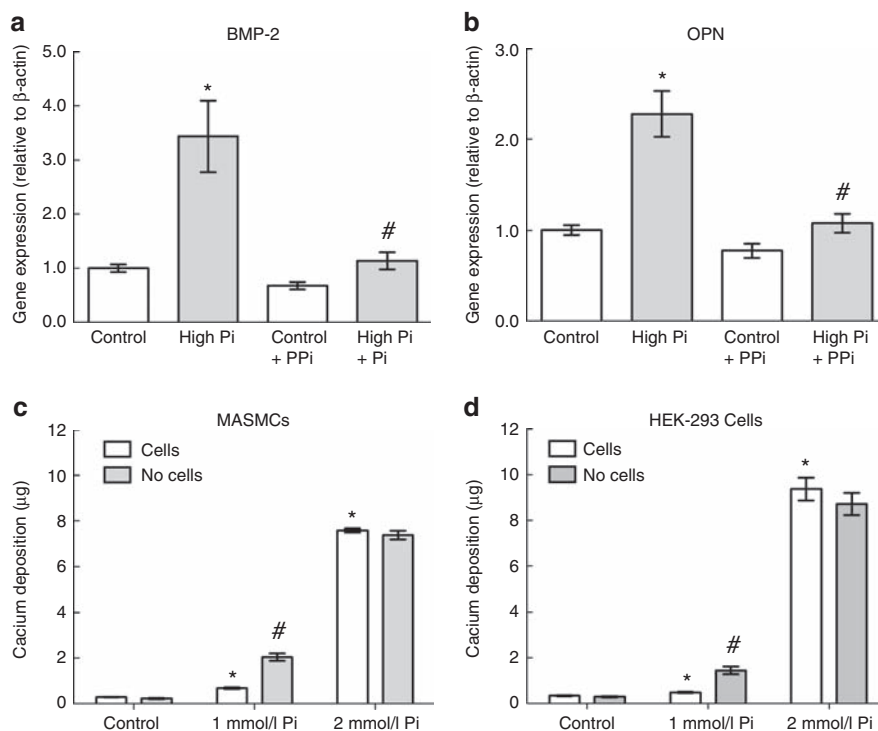 a
BMP-2
Gene expression (relative to β-actin)
5.0
4.0
3.0
2.0
1.0
0.0
*
#
Control
High Pi
Control
+ PPi
High Pi
+ Pi
b
OPN
Gene expression (relative to β-actin)
3.0
2.0
1.0
0.0
*
#
Control
High Pi
Control
+ PPi
High Pi
+ PPi
c
MASMCs
Cacium deposition (μg)
12
10
8
6
4
2
0
Cells
No cells
*
#
*
Control
1 mmol/l Pi
2 mmol/l Pi
d
HEK-293 Cells
Cacium deposition (μg)
12
10
8
6
4
2
0
Cells
No cells
*
#
*
Control
1 mmol/l Pi
2 mmol/l Pi